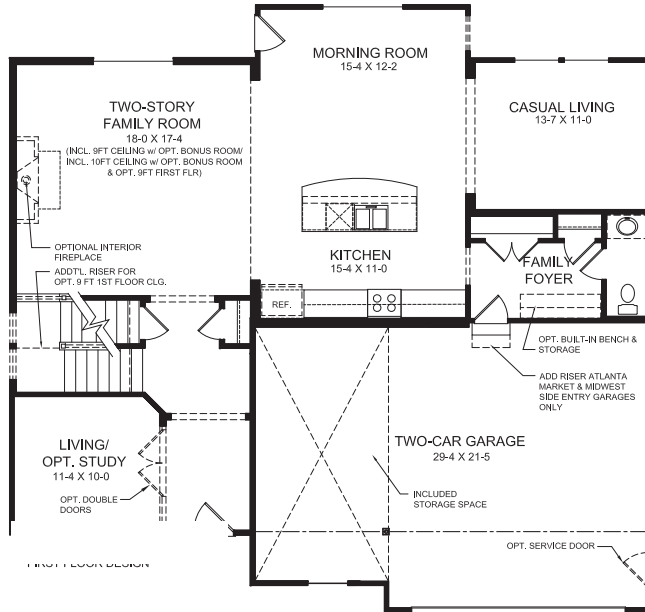 MORNING ROOM
15-4 X 12-2
TWO-STORY
FAMILY ROOM
18-0 X 17-4
(INCL. 9FT CEILING w/ OPT. BONUS ROOM/
INCL. 10FT CEILING w/ OPT. BONUS ROOM
& OPT. 9FT FIRST FLR)
CASUAL LIVING
13-7 X 11-0
OPTIONAL INTERIOR
FIREPLACE
ADDT'L. RISER FOR
OPT. 9 FT 1ST FLOOR CLG.
KITCHEN
15-4 X 11-0
REF.
FAMILY
FOYER
OPT. BUILT-IN BENCH &
STORAGE
ADD RISER ATLANTA
MARKET & MIDWEST
SIDE ENTRY GARAGES
ONLY
LIVING/
OPT. STUDY
11-4 X 10-0
OPT. DOUBLE
DOORS
TWO-CAR GARAGE
29-4 X 21-5
INCLUDED
STORAGE SPACE
OPT. SERVICE DOOR
FIRST FLOOR DESIGN